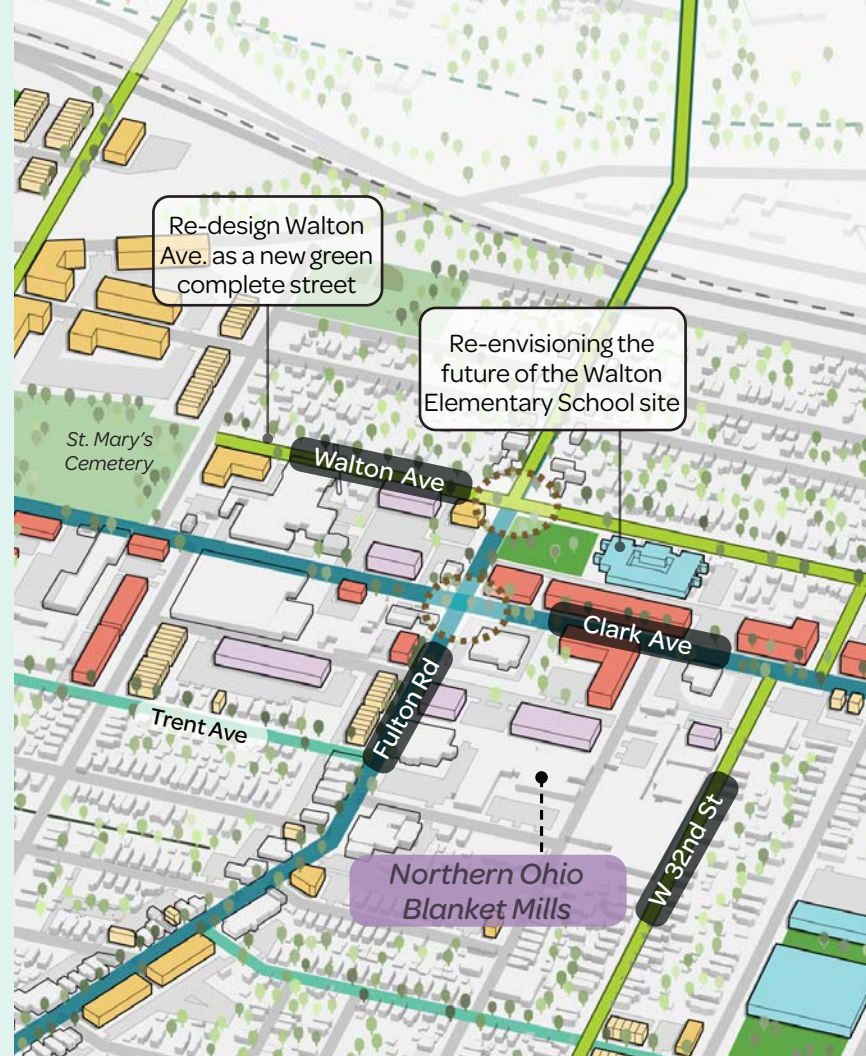 Re-design Walton
Ave. as a new green
complete street
Re-envisioning the
future of the Walton
Elementary School site
St. Mary's
Cemetery
Walton Ave
Clark Ave
Fulton Rd
Trent Ave
W 32nd St
Northern Ohio
Blanket Mills